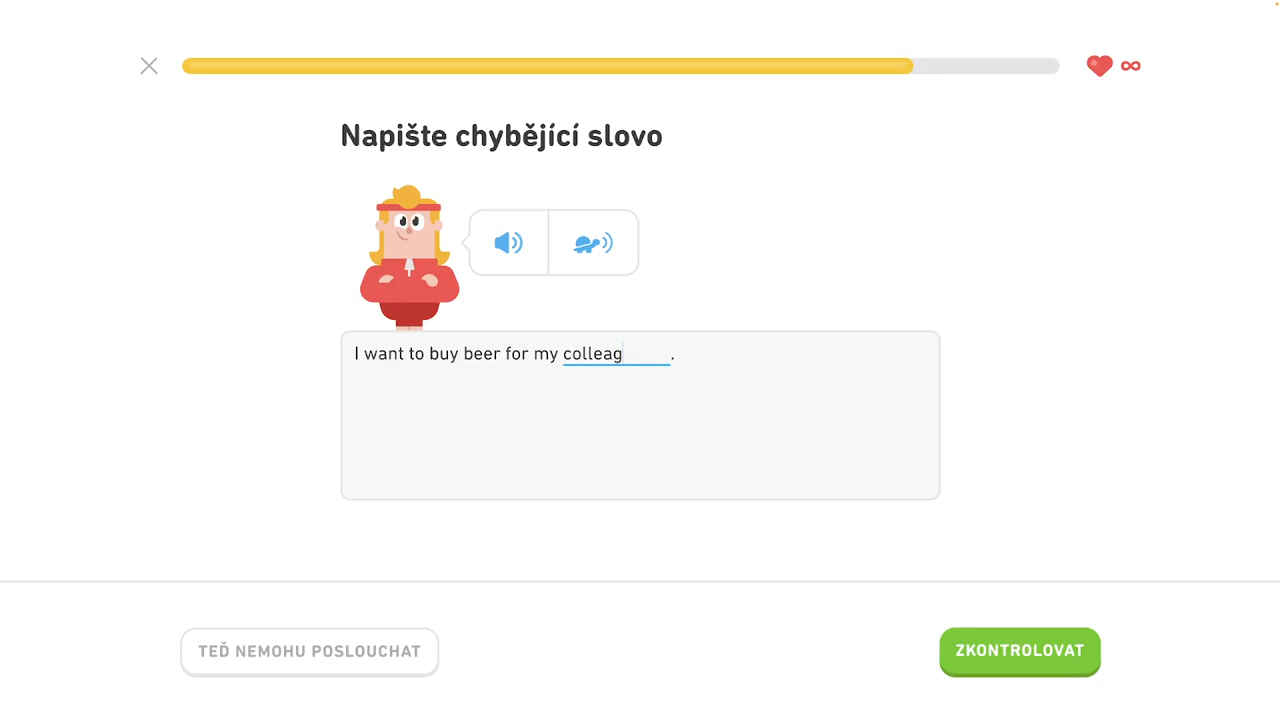 ∞
Napište chybějící slovo
I want to buy beer for my colleag.
TEĎ NEMOHU POSLOUCHAT
ZKONTROLOVAT